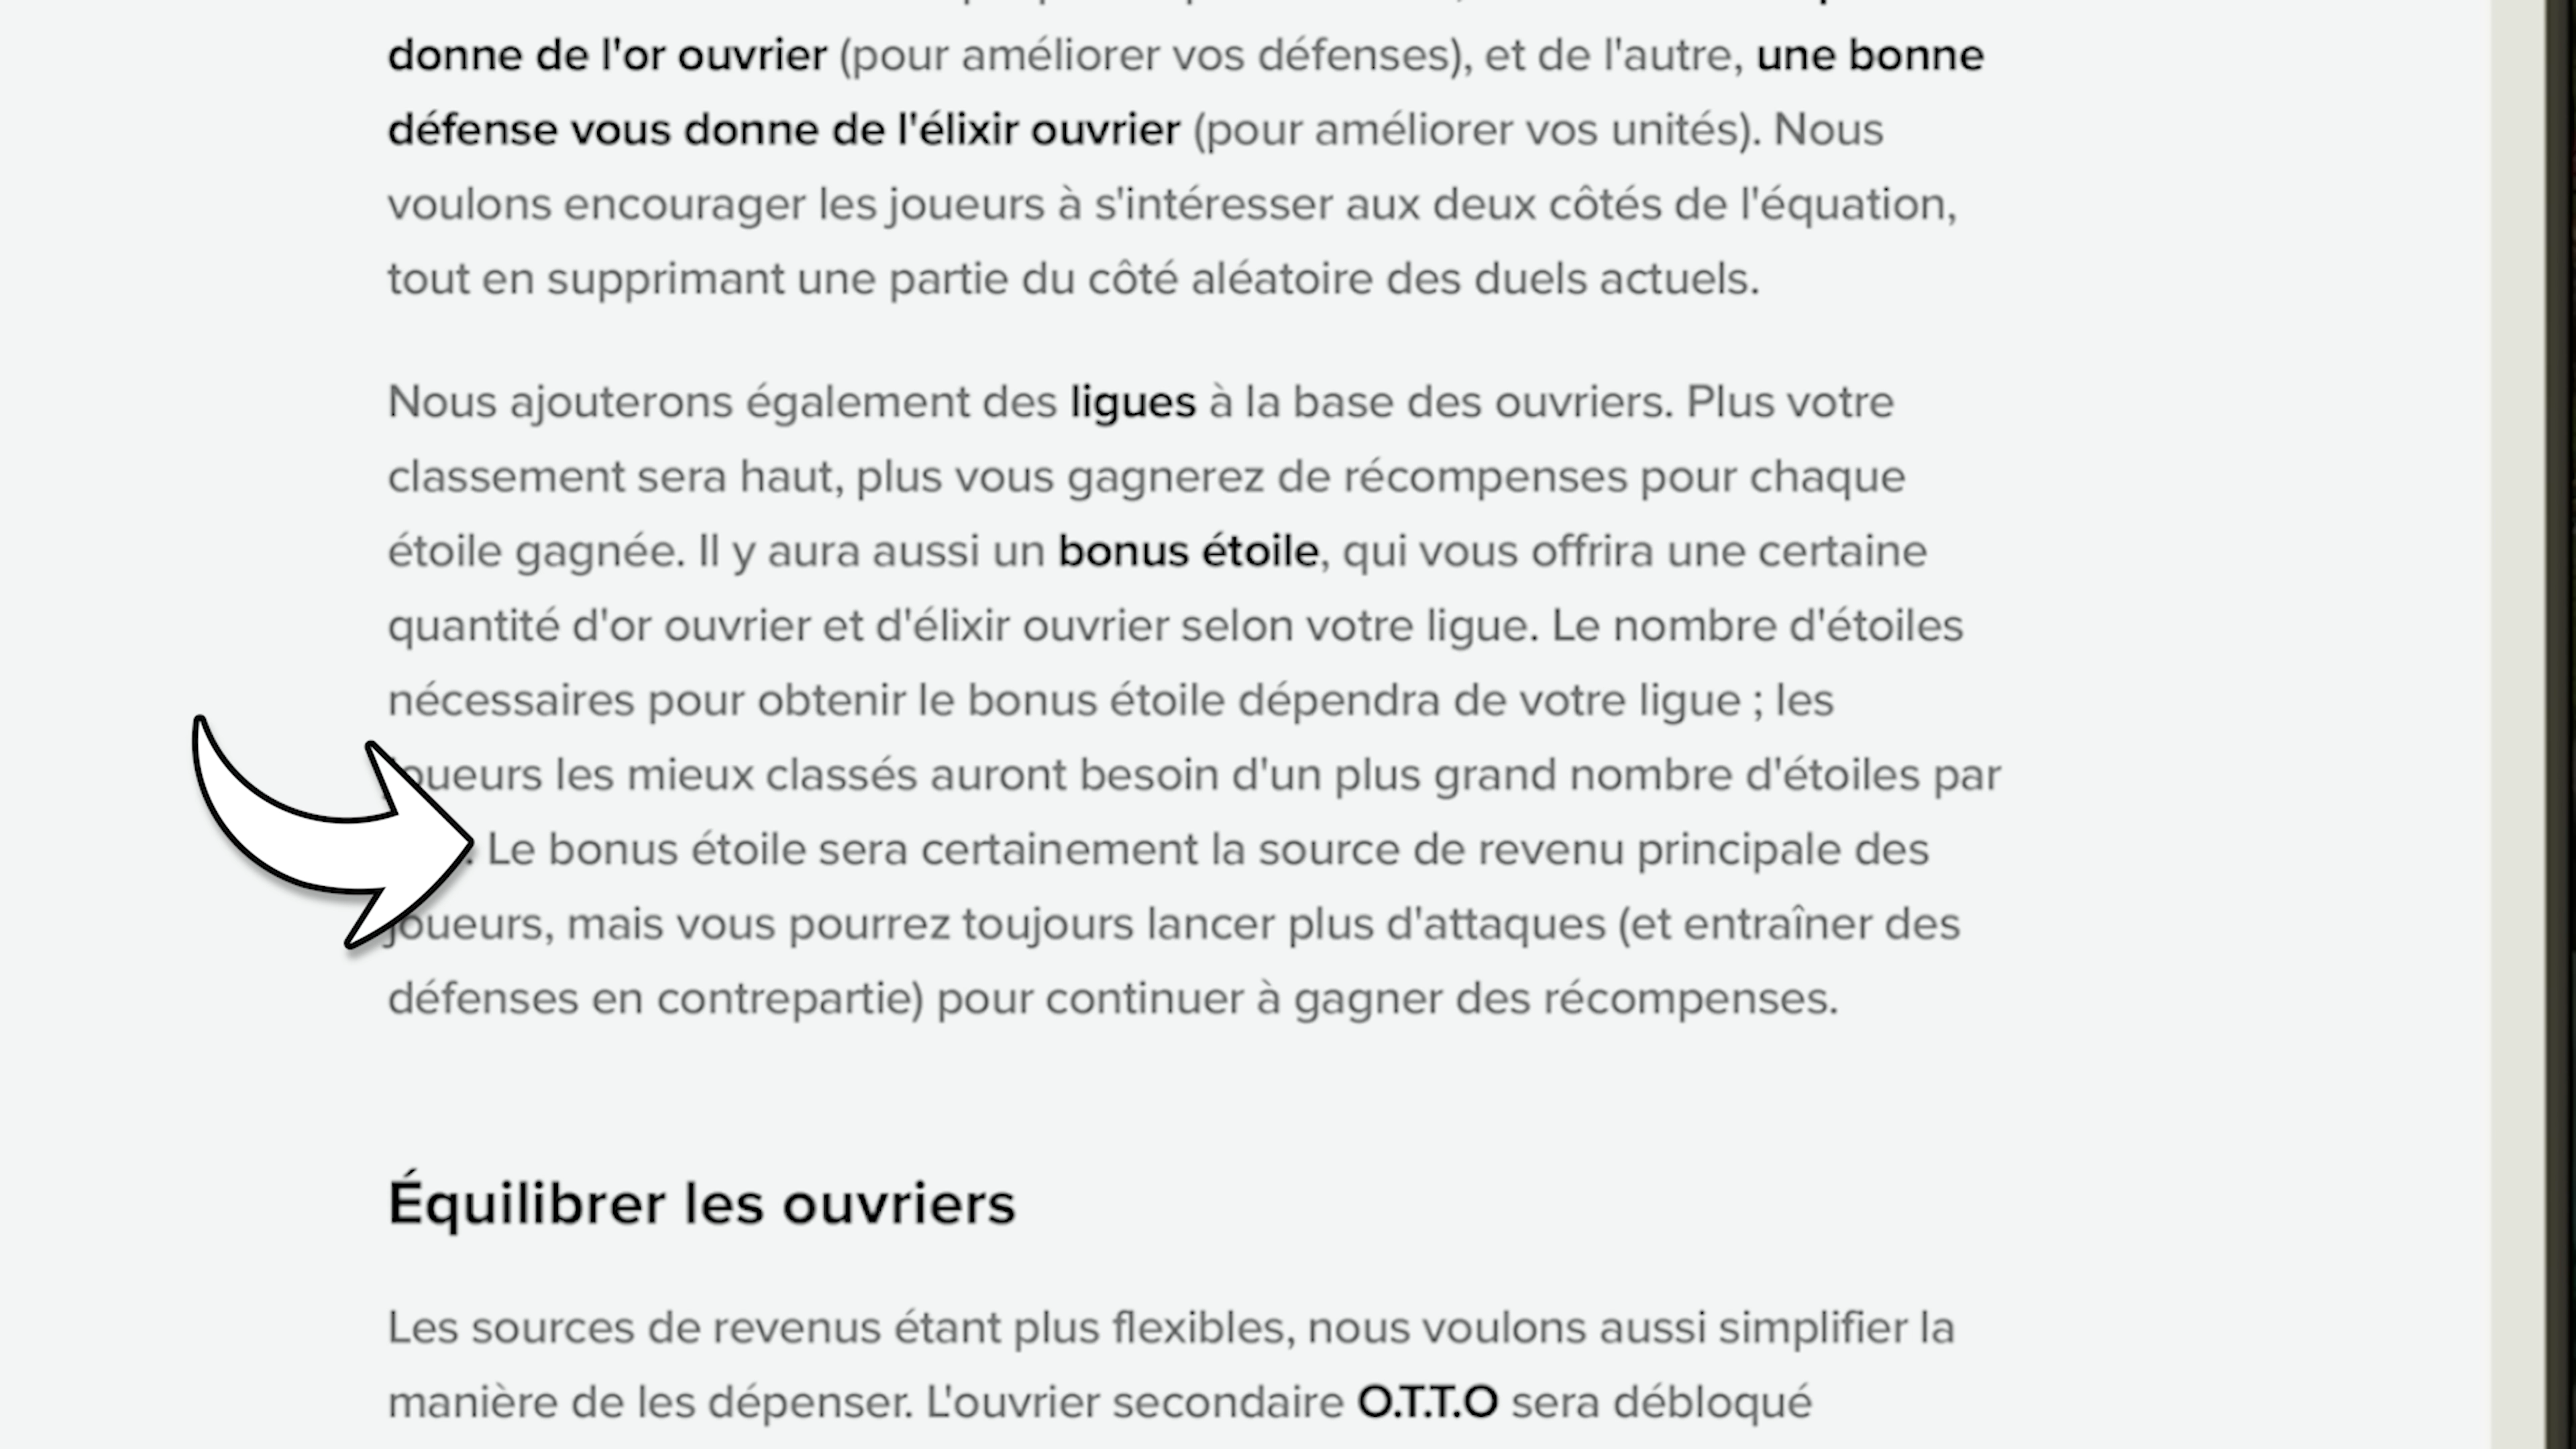 donne de l'or ouvrier (pour améliorer vos défenses), et de l'autre, une bonne
défense vous donne de l'élixir ouvrier (pour améliorer vos unités). Nous
voulons encourager les joueurs à s'intéresser aux deux côtés de l'équation,
tout en supprimant une partie du côté aléatoire des duels actuels.
Nous ajouterons également des ligues à la base des ouvriers. Plus votre
classement sera haut, plus vous gagnerez de récompenses pour chaque
étoile gagnée. Il y aura aussi un bonus étoile, qui vous offrira une certaine
quantité d'or ouvrier et d'élixir ouvrier selon votre ligue. Le nombre d'étoiles
nécessaires pour obtenir le bonus étoile dépendra de votre ligue ; les
joueurs les mieux classés auront besoin d'un plus grand nombre d'étoiles par
. Le bonus étoile sera certainement la source de revenu principale des
joueurs, mais vous pourrez toujours lancer plus d'attaques (et entraîner des
défenses en contrepartie) pour continuer à gagner des récompenses.
Équilibrer les ouvriers
Les sources de revenus étant plus flexibles, nous voulons aussi simplifier la
manière de les dépenser. L'ouvrier secondaire O.T.T.O sera débloqué